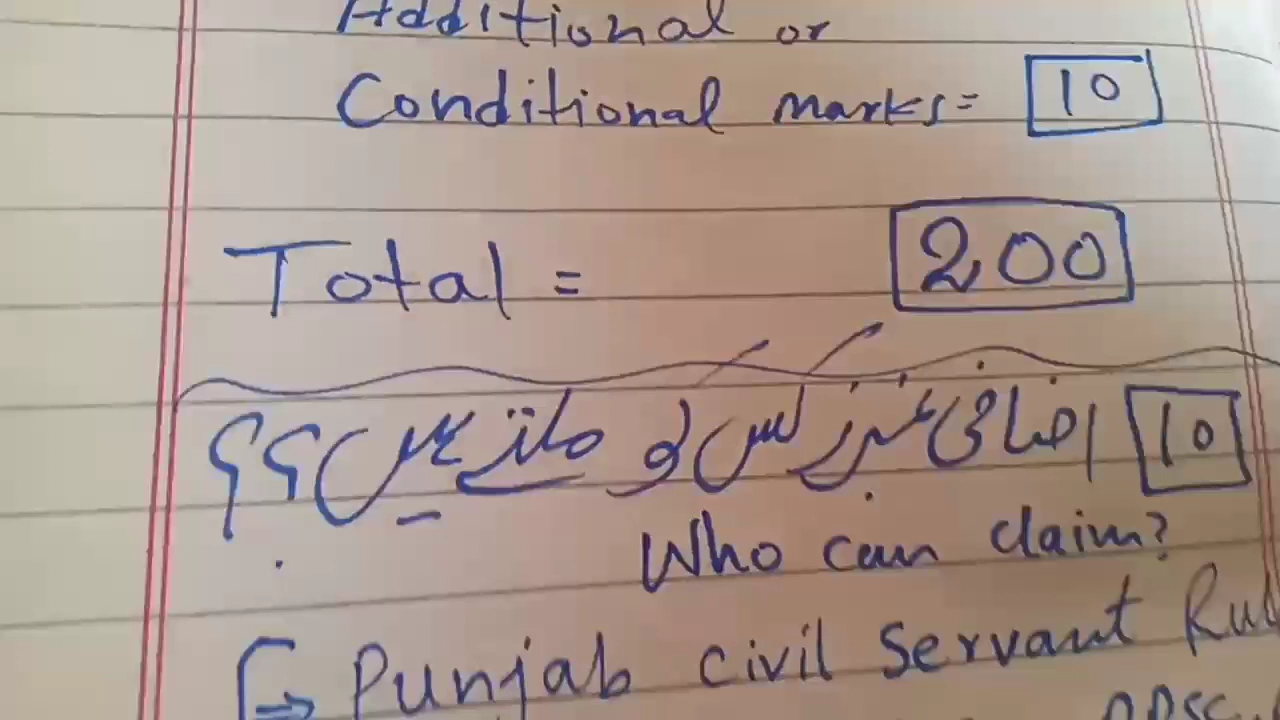 Additional or
Conditional marks = 10
Total = 200
10 اضافی نمبرز کس کو ملتے ہیں؟؟
Who can claim?
Punjab civil servant